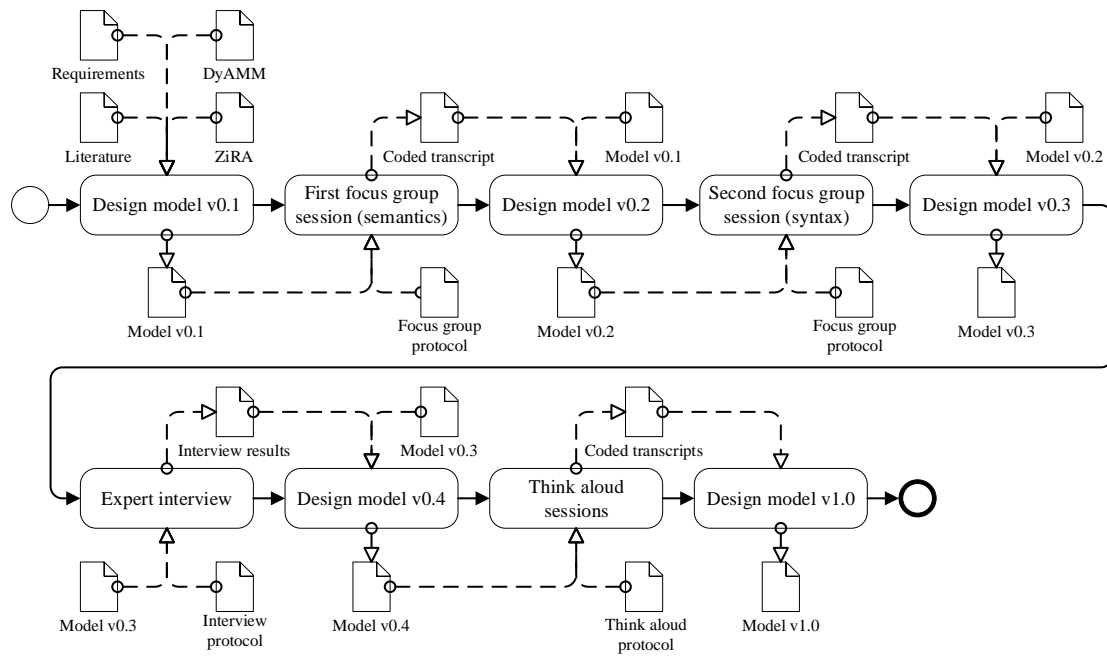 Requirements
DyAMM
Literature
ZiRA
Coded transcript
Model v0.1
Coded transcript
Model v0.2
Design model v0.1
First focus group
session (semantics)
Design model v0.2
Second focus group
session (syntax)
Design model v0.3
Model v0.1
Focus group
protocol
Model v0.2
Focus group
protocol
Model v0.3
Interview results
Model v0.3
Coded transcripts
Expert interview
Design model v0.4
Think aloud
sessions
Design model v1.0
Model v0.3
Interview
protocol
Model v0.4
Think aloud
protocol
Model v1.0